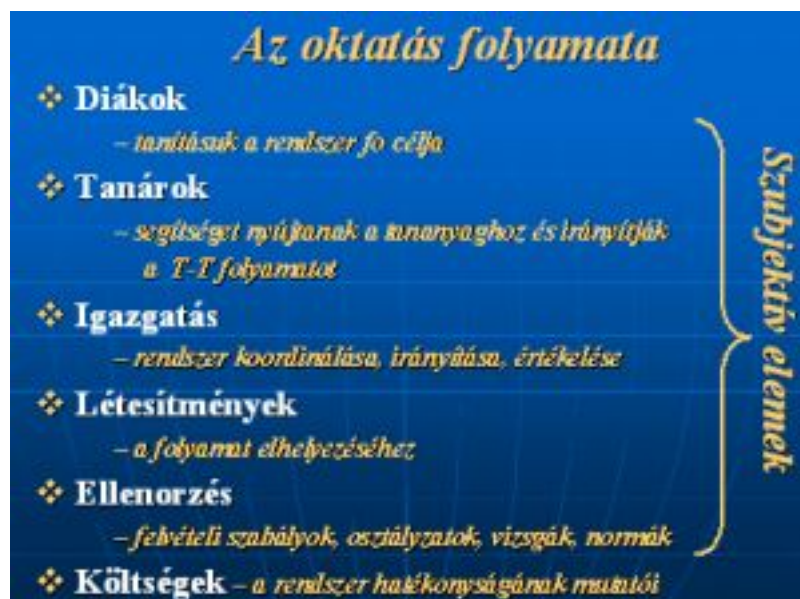 Az oktatás folyamata
❖ Diákok
– tanításuk a rendszer fo célja
❖ Tanárok
– segítséget nyújtanak a tananyaghoz és irányítják
a T-T folyamatot
❖ Igazgatás
– rendszer koordinálása, irányítása, értékelése
❖ Létesítmények
– a folyamat elhelyezéséhez
❖ Ellenorzés
– felvételi szabályok, osztályzatok, vizsgák, normák
❖ Költségek – a rendszer hatékonyságának mutatói
Szubjektív elemek